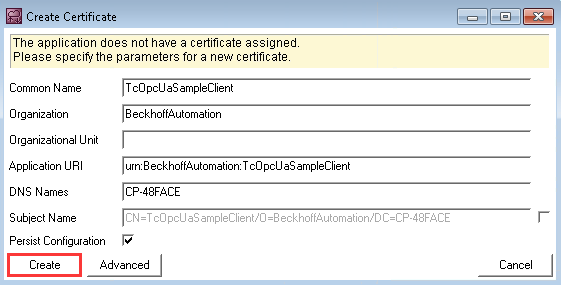 Create Certificate
The application does not have a certificate assigned.
Please specify the parameters for a new certificate.
Common Name TcOpcUaSampleClient
Organization BeckhoffAutomation
Organizational Unit
Application URI urn:BeckhoffAutomation:TcOpcUaSampleClient
DNS Names CP-48FACE
Subject Name CN=TcOpcUaSampleClient/O=BeckhoffAutomation/DC=CP-48FACE
Persist Configuration
Create Advanced Cancel